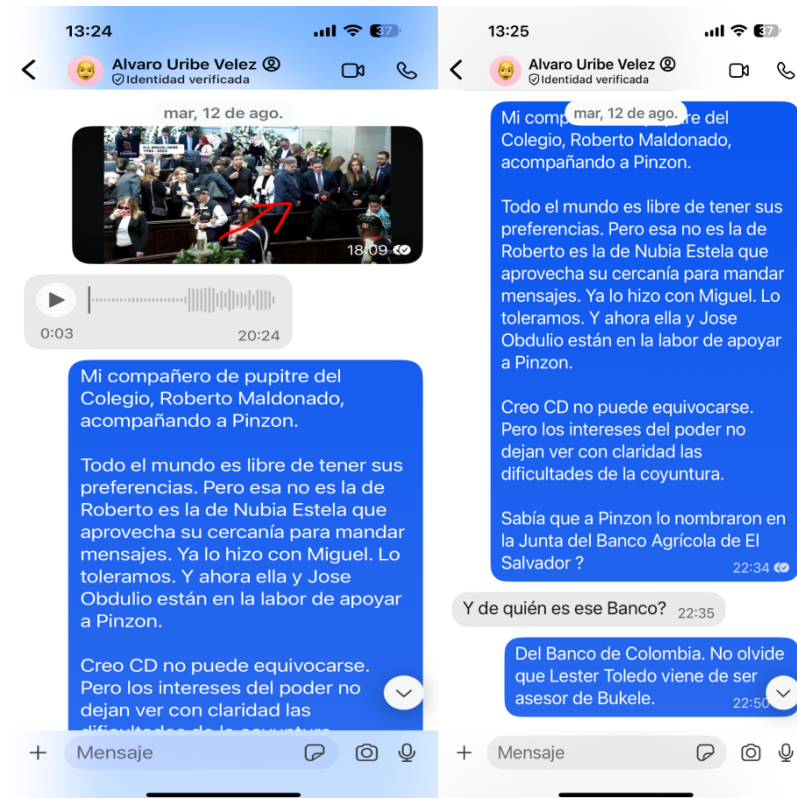 13:24
37
Alvaro Uribe Velez
Identidad verificada
mar, 12 de ago.
18:09
0:03
20:24
Mi compañero de pupitre del
Colegio, Roberto Maldonado,
acompañando a Pinzon.
Todo el mundo es libre de tener sus
preferencias. Pero esa no es la de
Roberto es la de Nubia Estela que
aprovecha su cercanía para mandar
mensajes. Ya lo hizo con Miguel. Lo
toleramos. Y ahora ella y Jose
Obdulio están en la labor de apoyar
a Pinzon.
Creo CD no puede equivocarse.
Pero los intereses del poder no
dejan ver con claridad las
dificultades de la coyuntura
Mensaje
13:25
37
Alvaro Uribe Velez
Identidad verificada
mar, 12 de ago.
Mi re del
Colegio, Roberto Maldonado,
acompañando a Pinzon.
Todo el mundo es libre de tener sus
preferencias. Pero esa no es la de
Roberto es la de Nubia Estela que
aprovecha su cercanía para mandar
mensajes. Ya lo hizo con Miguel. Lo
toleramos. Y ahora ella y Jose
Obdulio están en la labor de apoyar
a Pinzon.
Creo CD no puede equivocarse.
Pero los intereses del poder no
dejan ver con claridad las
dificultades de la coyuntura.
Sabía que a Pinzon lo nombraron en
la Junta del Banco Agrícola de El
Salvador ?
22:34
Y de quién es ese Banco? 22:35
Del Banco de Colombia. No olvide
que Lester Toledo viene de ser
asesor de Bukele.
22:50
Mensaje